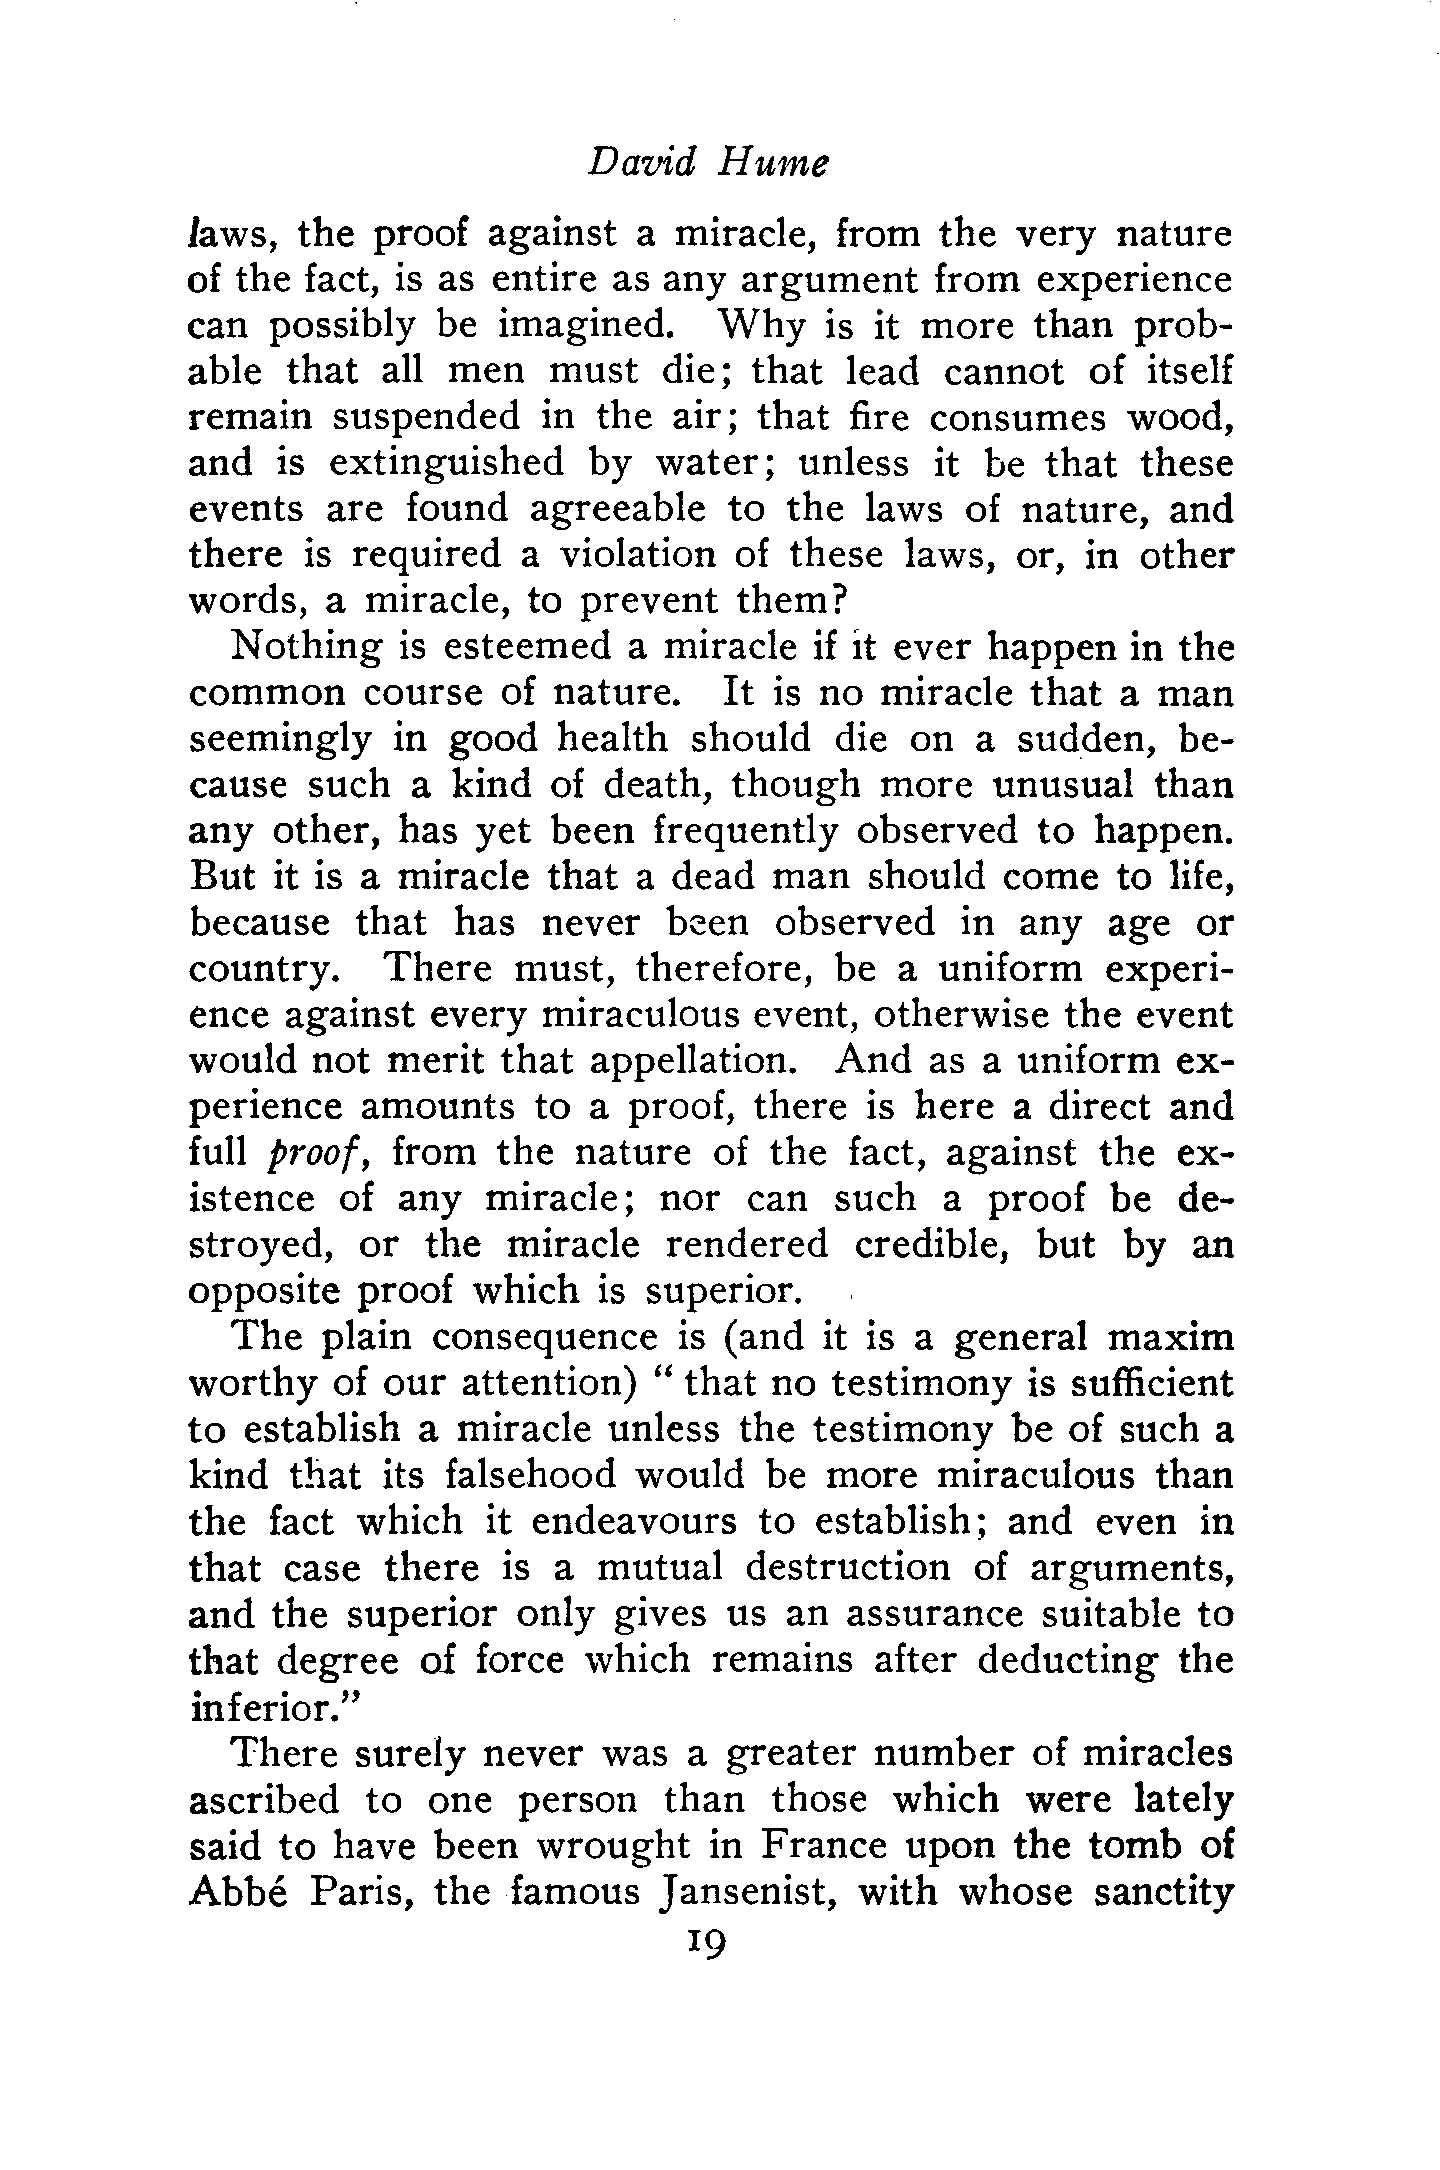 David Hume
laws, the proof against a miracle, from the very nature
of the fact, is as entire as any argument from experience
can possibly be imagined. Why is it more than prob-
able that all men must die; that lead cannot of itself
remain suspended in the air; that fire consumes wood,
and is extinguished by water; unless it be that these
events are found agreeable to the laws of nature, and
there is required a violation of these laws, or, in other
words, a miracle, to prevent them?
Nothing is esteemed a miracle if it ever happen in the
common course of nature. It is no miracle that a man
seemingly in good health should die on a sudden, be-
cause such a kind of death, though more unusual than
any other, has yet been frequently observed to happen.
But it is a miracle that a dead man should come to life,
because that has never been observed in any age or
country. There must, therefore, be a uniform experi-
ence against every miraculous event, otherwise the event
would not merit that appellation. And as a uniform ex-
perience amounts to a proof, there is here a direct and
full proof, from the nature of the fact, against the ex-
istence of any miracle; nor can such a proof be de-
stroyed, or the miracle rendered credible, but by an
opposite proof which is superior.
The plain consequence is (and it is a general maxim
worthy of our attention) “ that no testimony is sufficient
to establish a miracle unless the testimony be of such a
kind that its falsehood would be more miraculous than
the fact which it endeavours to establish; and even in
that case there is a mutual destruction of arguments,
and the superior only gives us an assurance suitable to
that degree of force which remains after deducting the
inferior.”
There surely never was a greater number of miracles
ascribed to one person than those which were lately
said to have been wrought in France upon the tomb of
Abbé Paris, the famous Jansenist, with whose sanctity
19